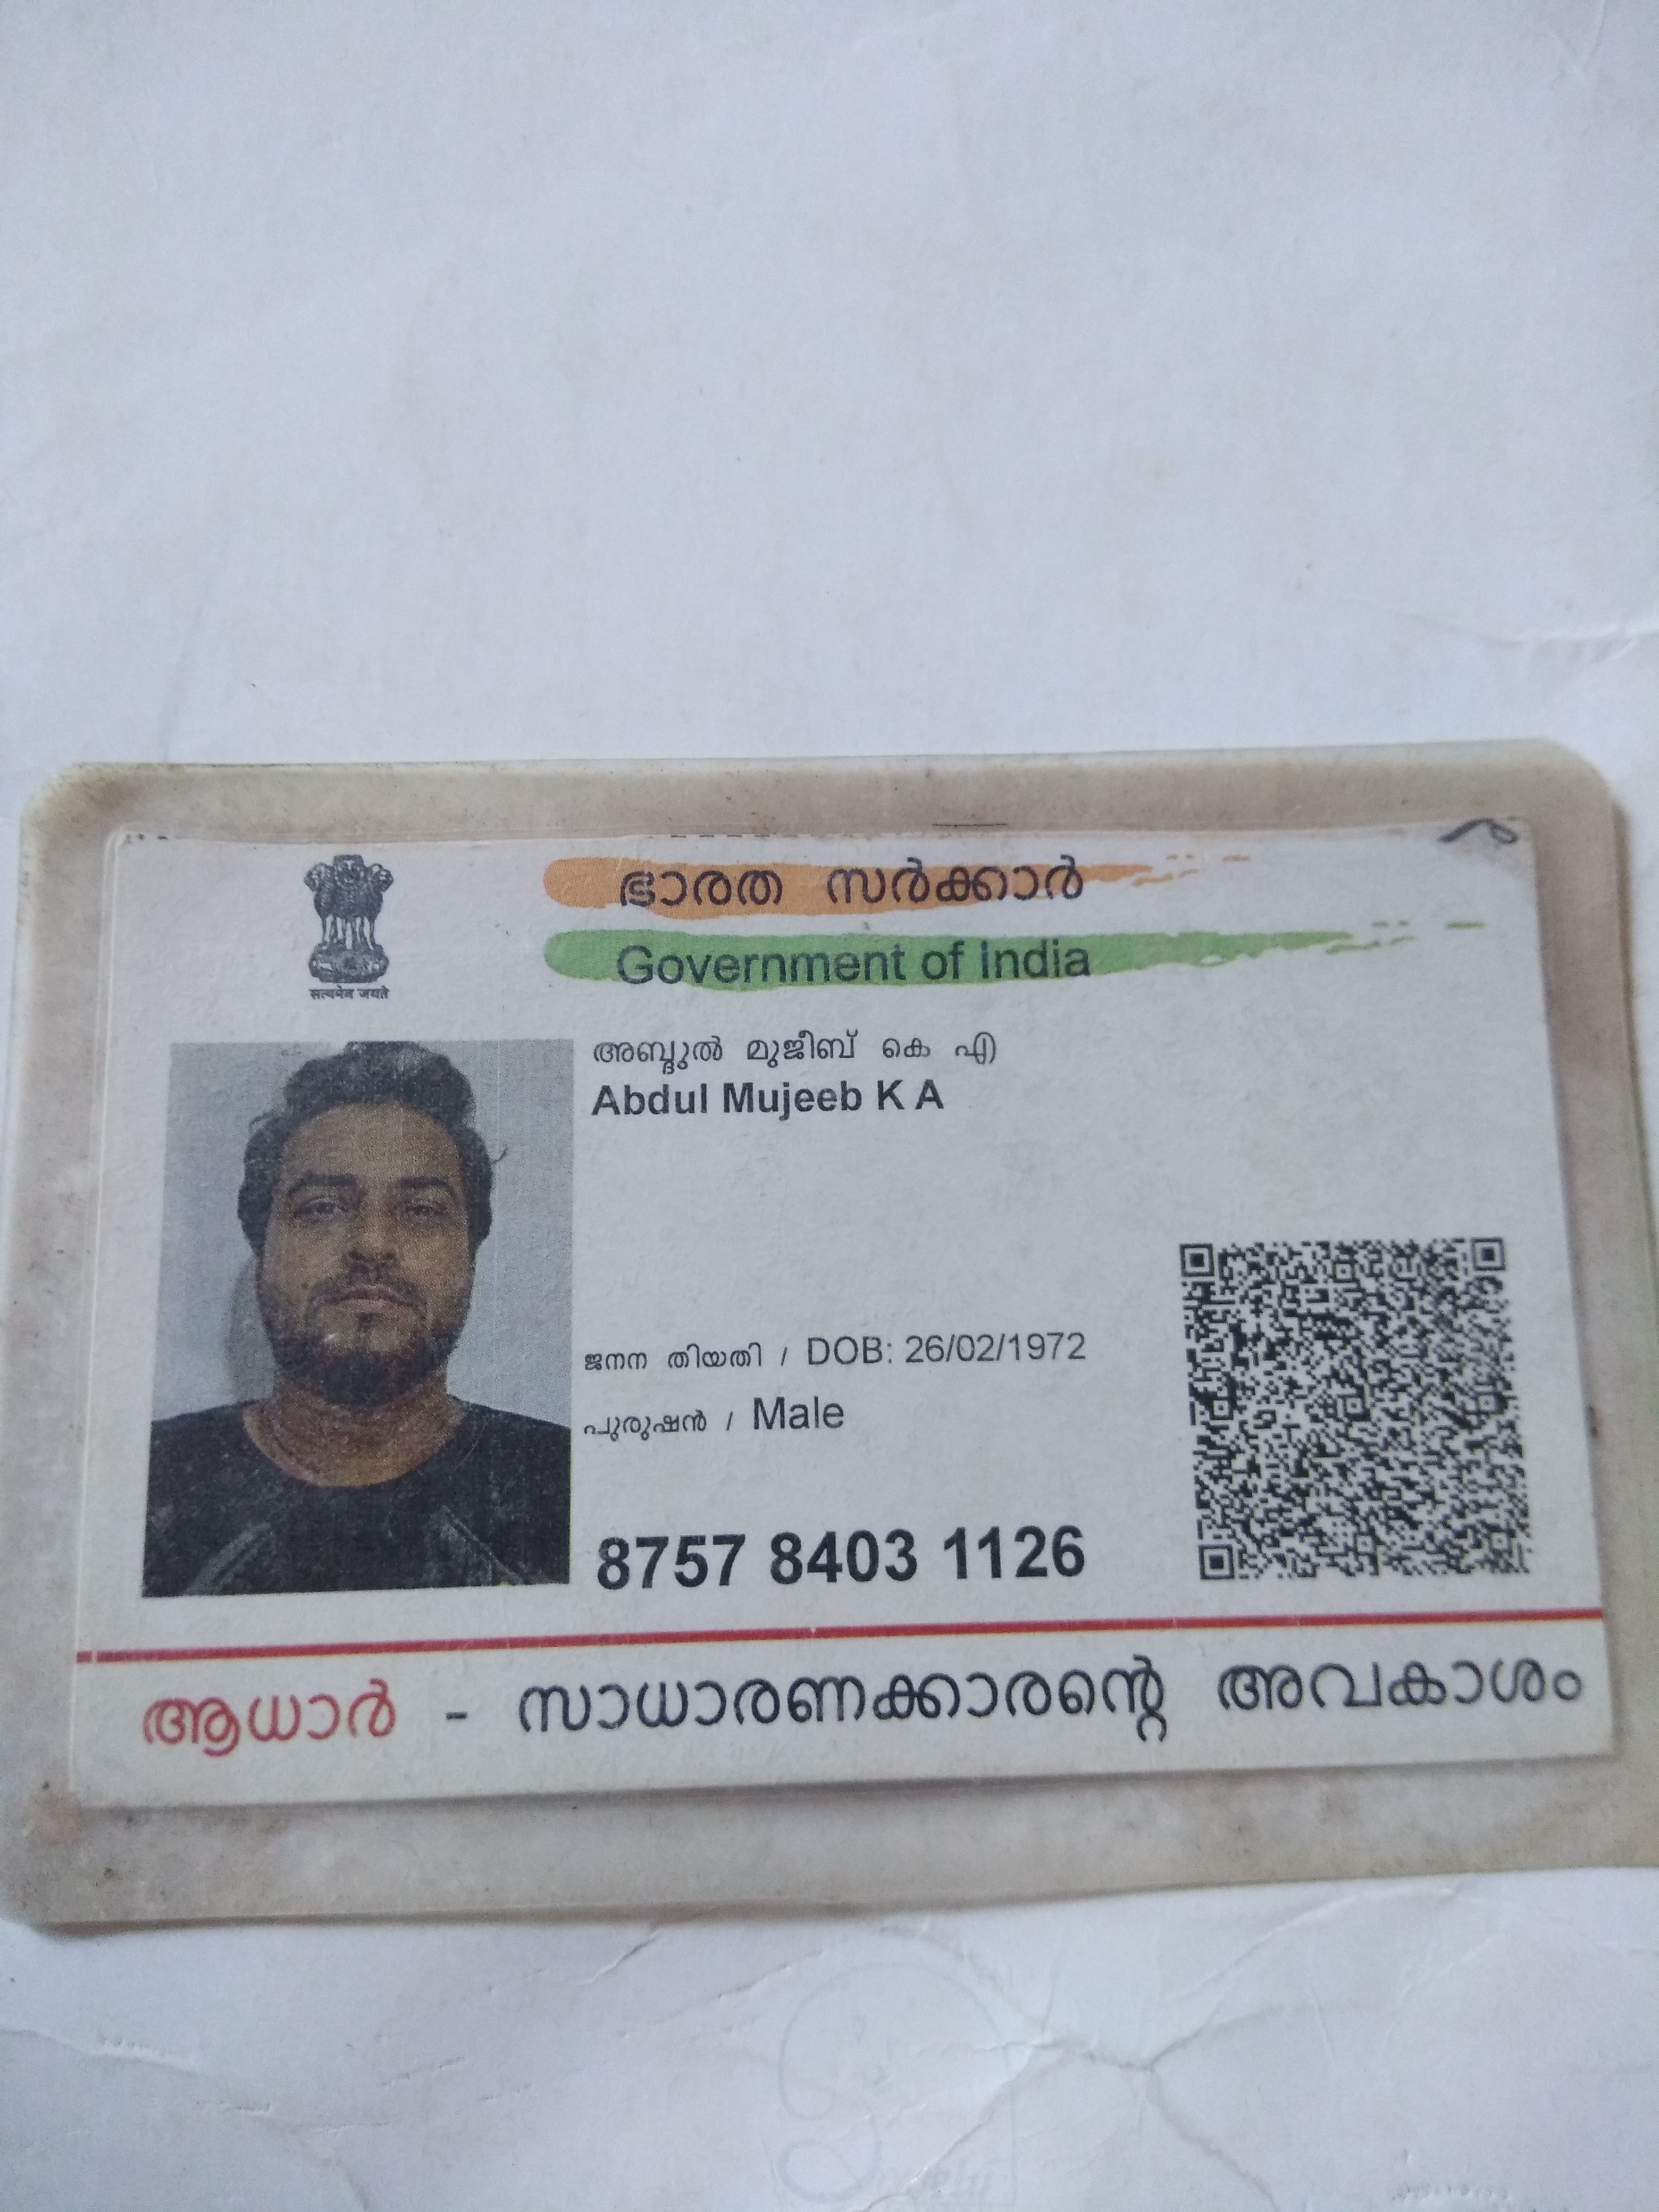 ഭാരത സർക്കാർ
Government of India
सत्यमेव जयते
അബ്ദുൽ മുജീബ് കെ എ
Abdul Mujeeb K A
ജനന തിയതി / DOB: 26/02/1972
പുരുഷൻ / Male
8757 8403 1126
ആധാർ - സാധാരണക്കാരന്റെ അവകാശം